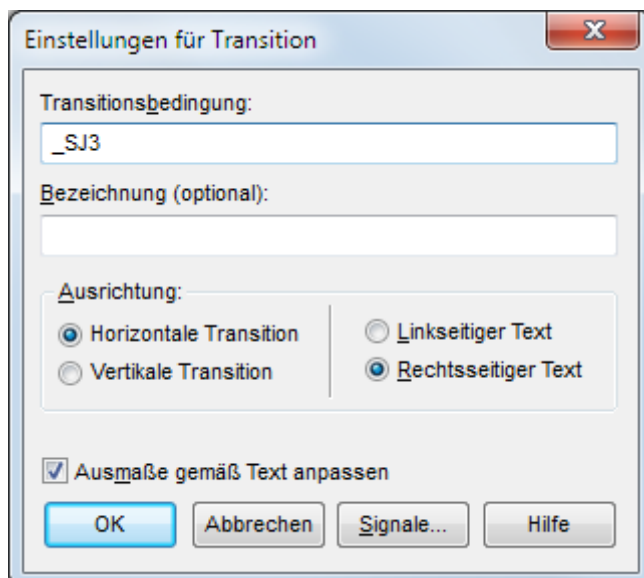 Einstellungen für Transition
Transitionsbedingung:
_SJ3
Bezeichnung (optional):
Ausrichtung:
Horizontale Transition
Linkseitiger Text
Vertikale Transition
Rechtsseitiger Text
Ausmaße gemäß Text anpassen
OK Abbrechen Signale... Hilfe